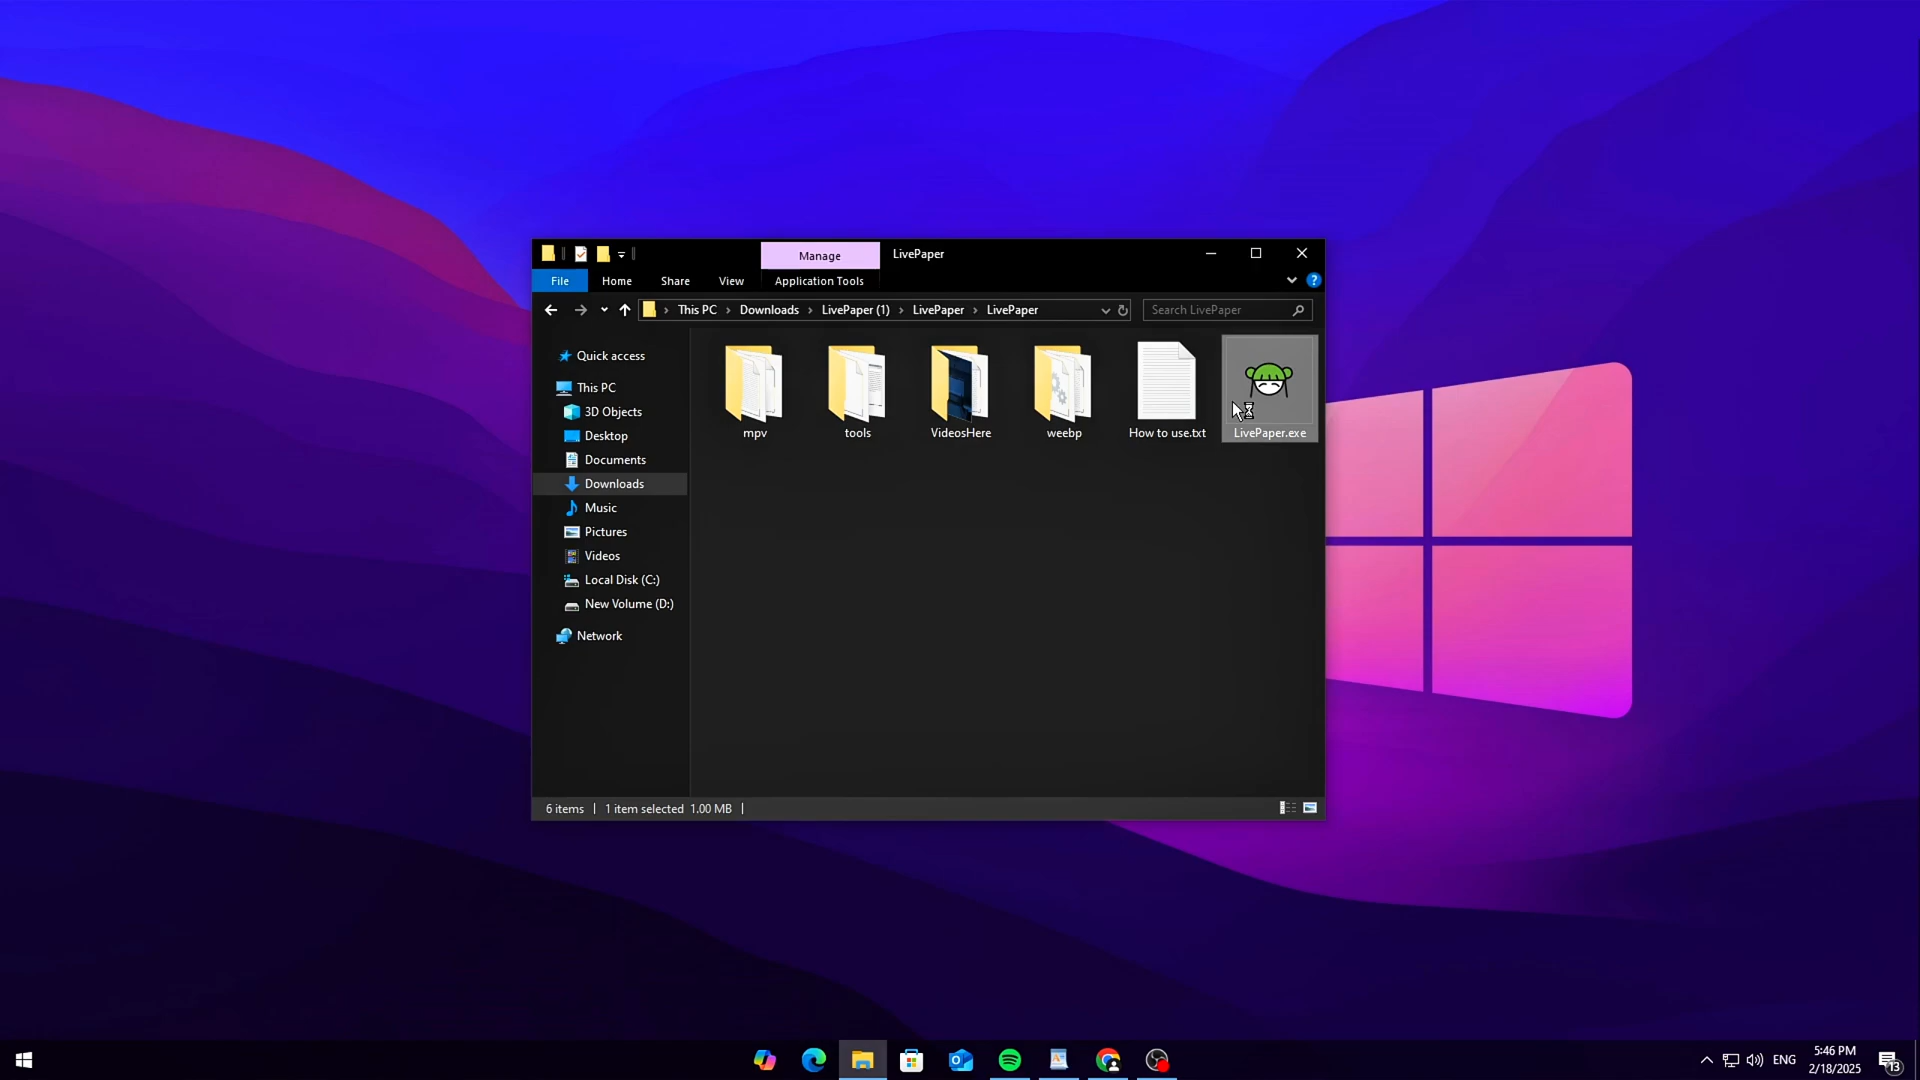 Manage
LivePaper
File
Home
Share
View
Application Tools
This PC
Downloads
LivePaper (1)
LivePaper
LivePaper
Search LivePaper
Quick access
This PC
3D Objects
Desktop
Documents
Downloads
Music
Pictures
Videos
Local Disk (C:)
New Volume (D:)
Network
mpv
tools
VideosHere
weebp
How to use.txt
LivePaper.exe
6 items
1 item selected 1.00 MB
ENG
5:46 PM
2/18/2025
13